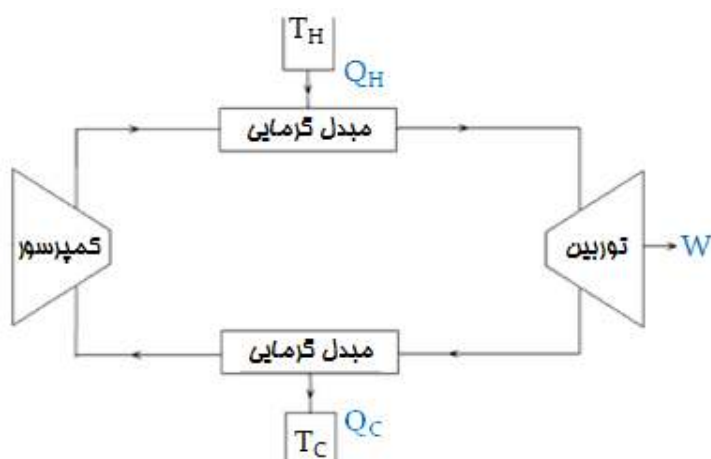 T_H
Q_H
مبدل گرمایی
کمپرسور
توربین
W
مبدل گرمایی
Q_C
T_C